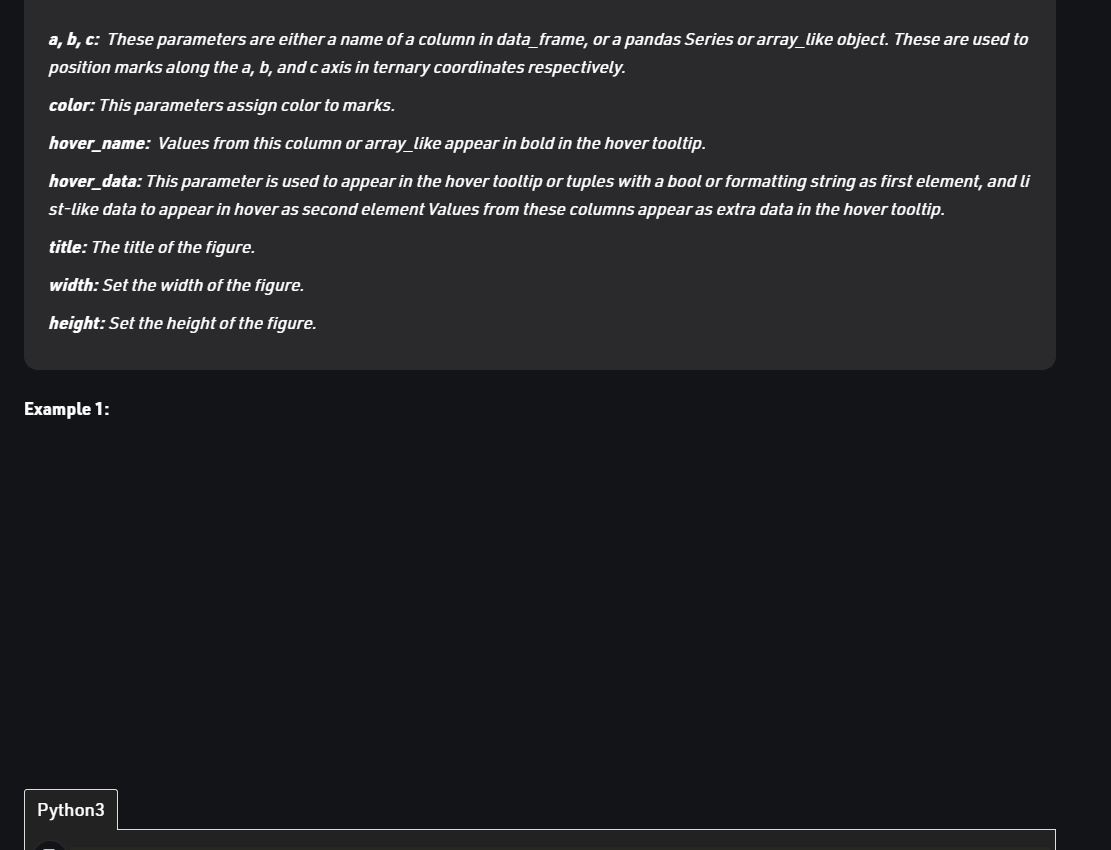 a, b, c: These parameters are either a name of a column in data_frame, or a pandas Series or array_like object. These are used to
position marks along the a, b, and c axis in ternary coordinates respectively.
color: This parameters assign color to marks.
hover_name: Values from this column or array_like appear in bold in the hover tooltip.
hover_data: This parameter is used to appear in the hover tooltip or tuples with a bool or formatting string as first element, and li
st-like data to appear in hover as second element Values from these columns appear as extra data in the hover tooltip.
title: The title of the figure.
width: Set the width of the figure.
height: Set the height of the figure.
Example 1:
Python3